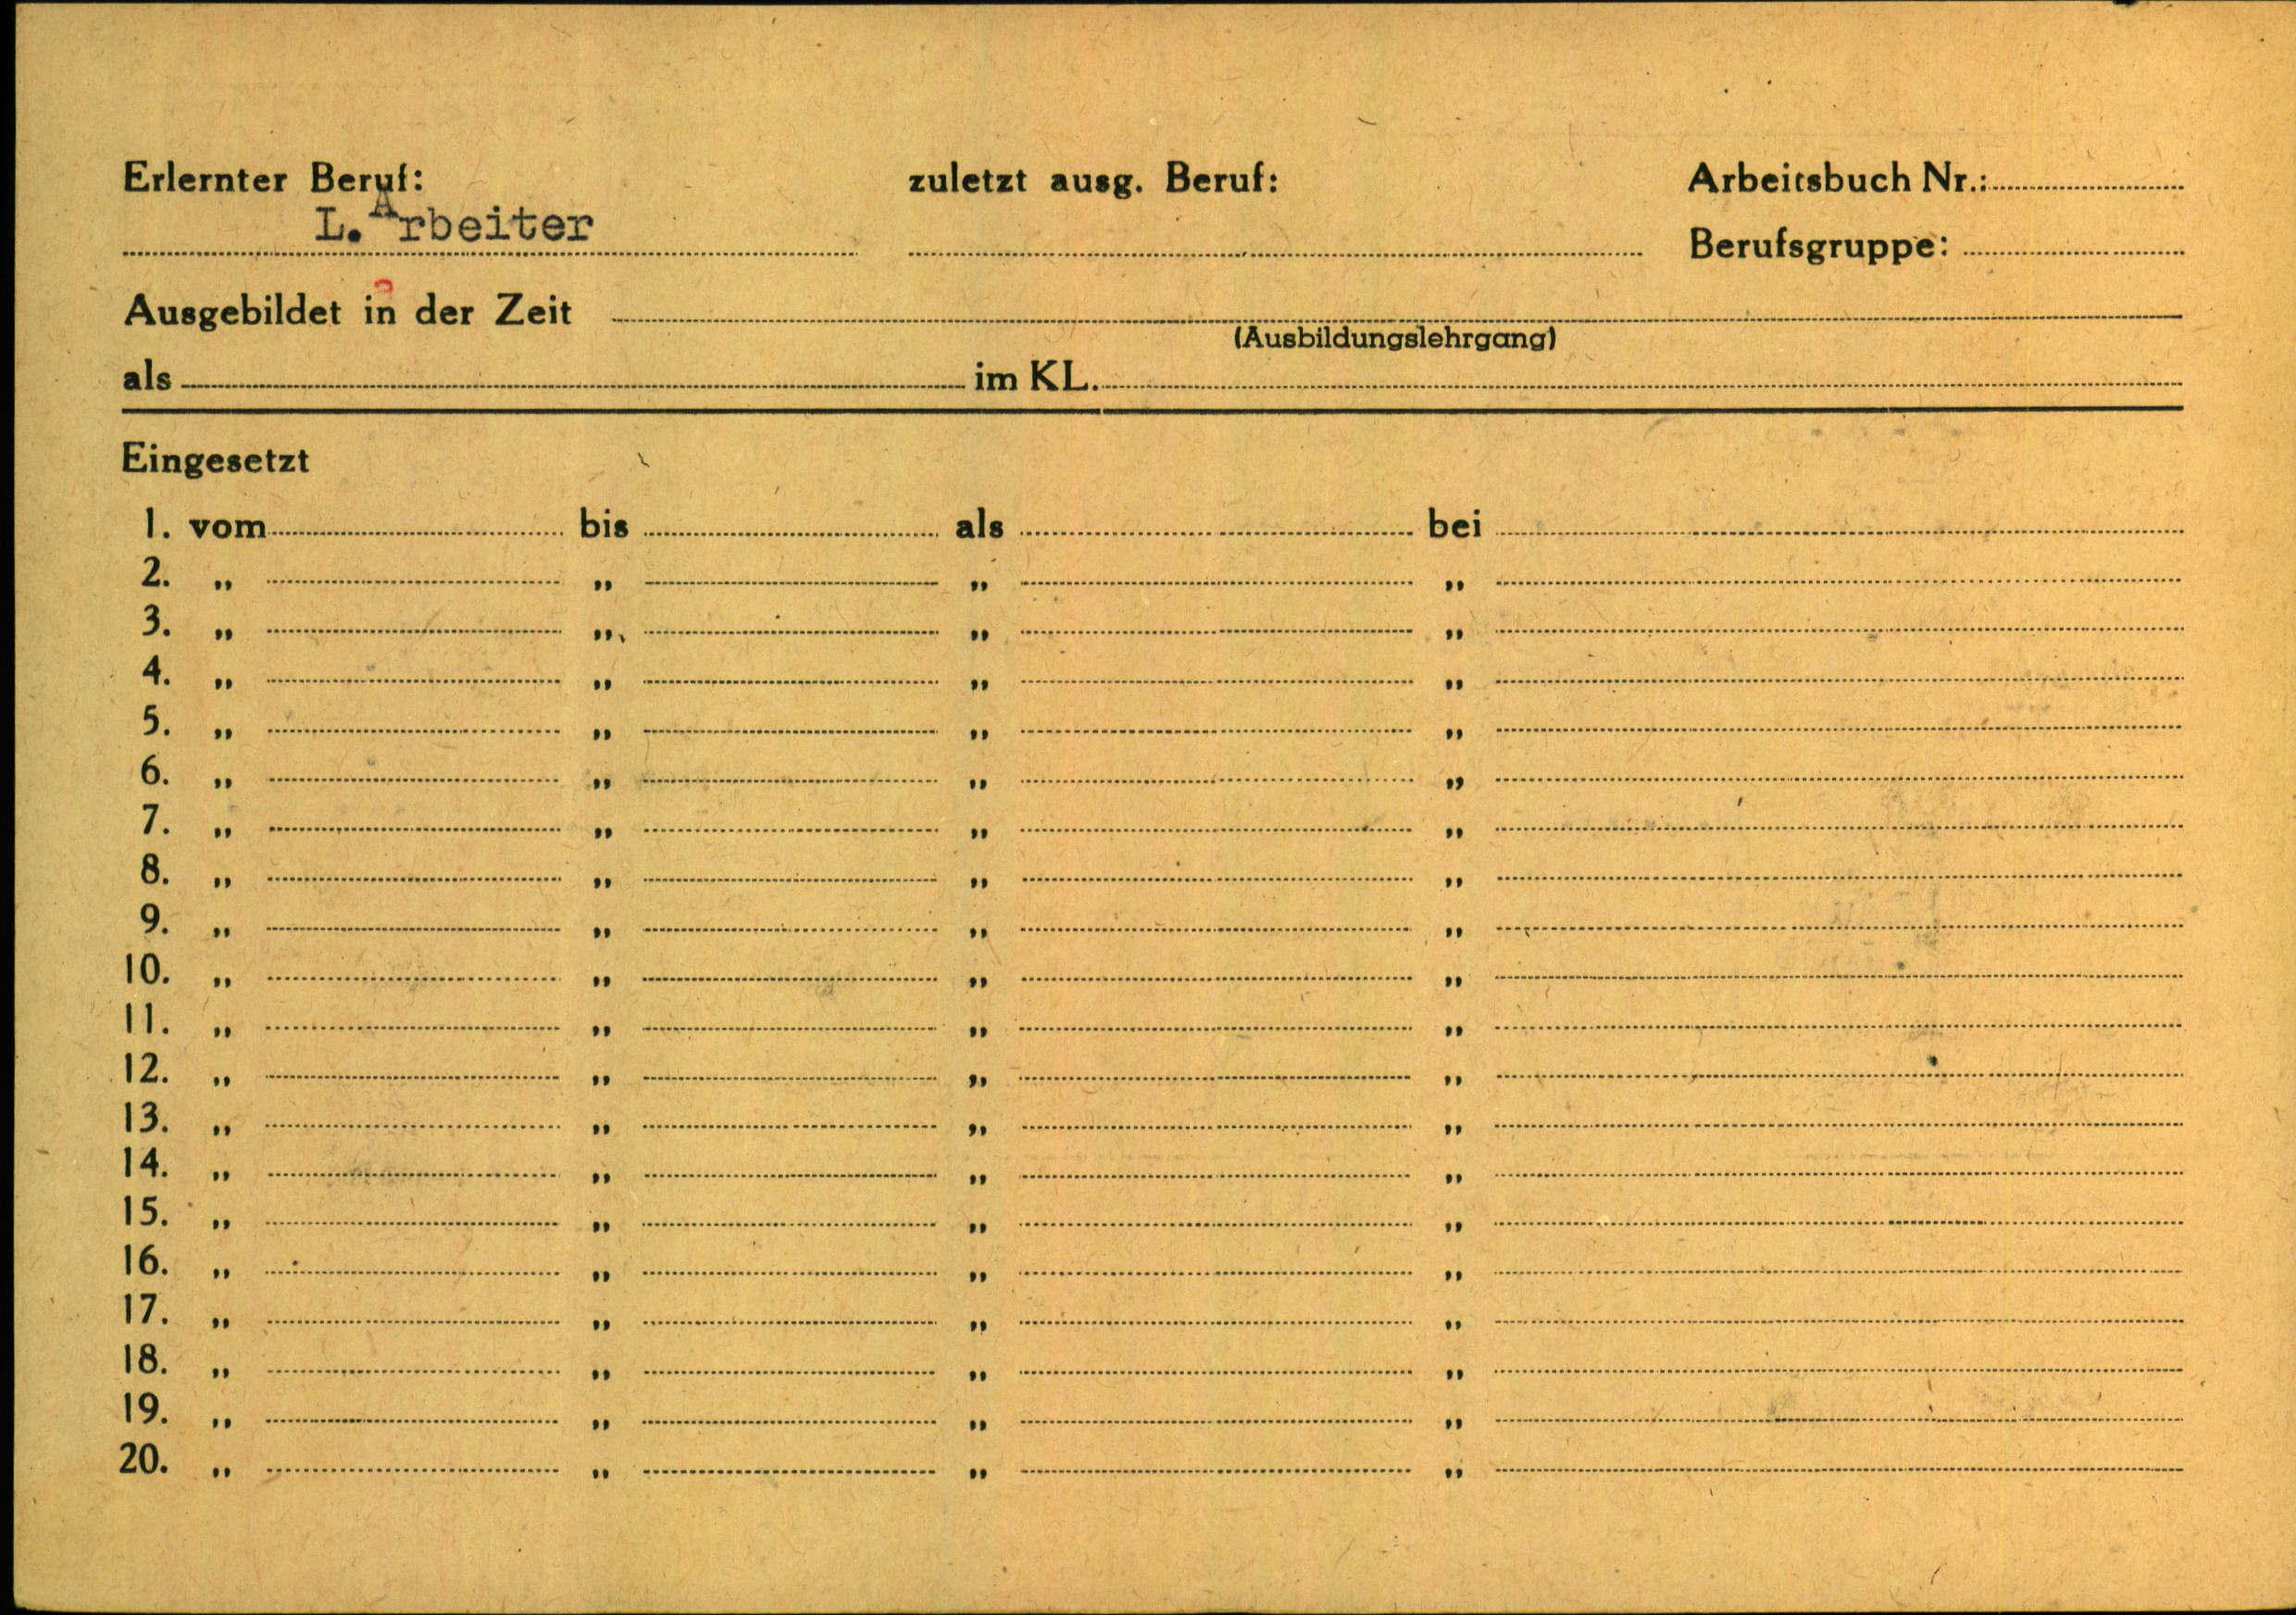 Erlernter Beruf: zuletzt ausg. Beruf: Arbeitsbuch Nr.:
L. Arbeiter Berufsgruppe:
Ausgebildet in der Zeit
(Ausbildungslehrgang)
als im KL.
Eingesetzt
1. vom bis als bei
2. „ „ „ „
3. „ „ „ „
4. „ „ „ „
5. „ „ „ „
6. „ „ „ „
7. „ „ „ „
8. „ „ „ „
9. „ „ „ „
10. „ „ „ „
11. „ „ „ „
12. „ „ „ „
13. „ „ „ „
14. „ „ „ „
15. „ „ „ „
16. „ „ „ „
17. „ „ „ „
18. „ „ „ „
19. „ „ „ „
20. „ „ „ „